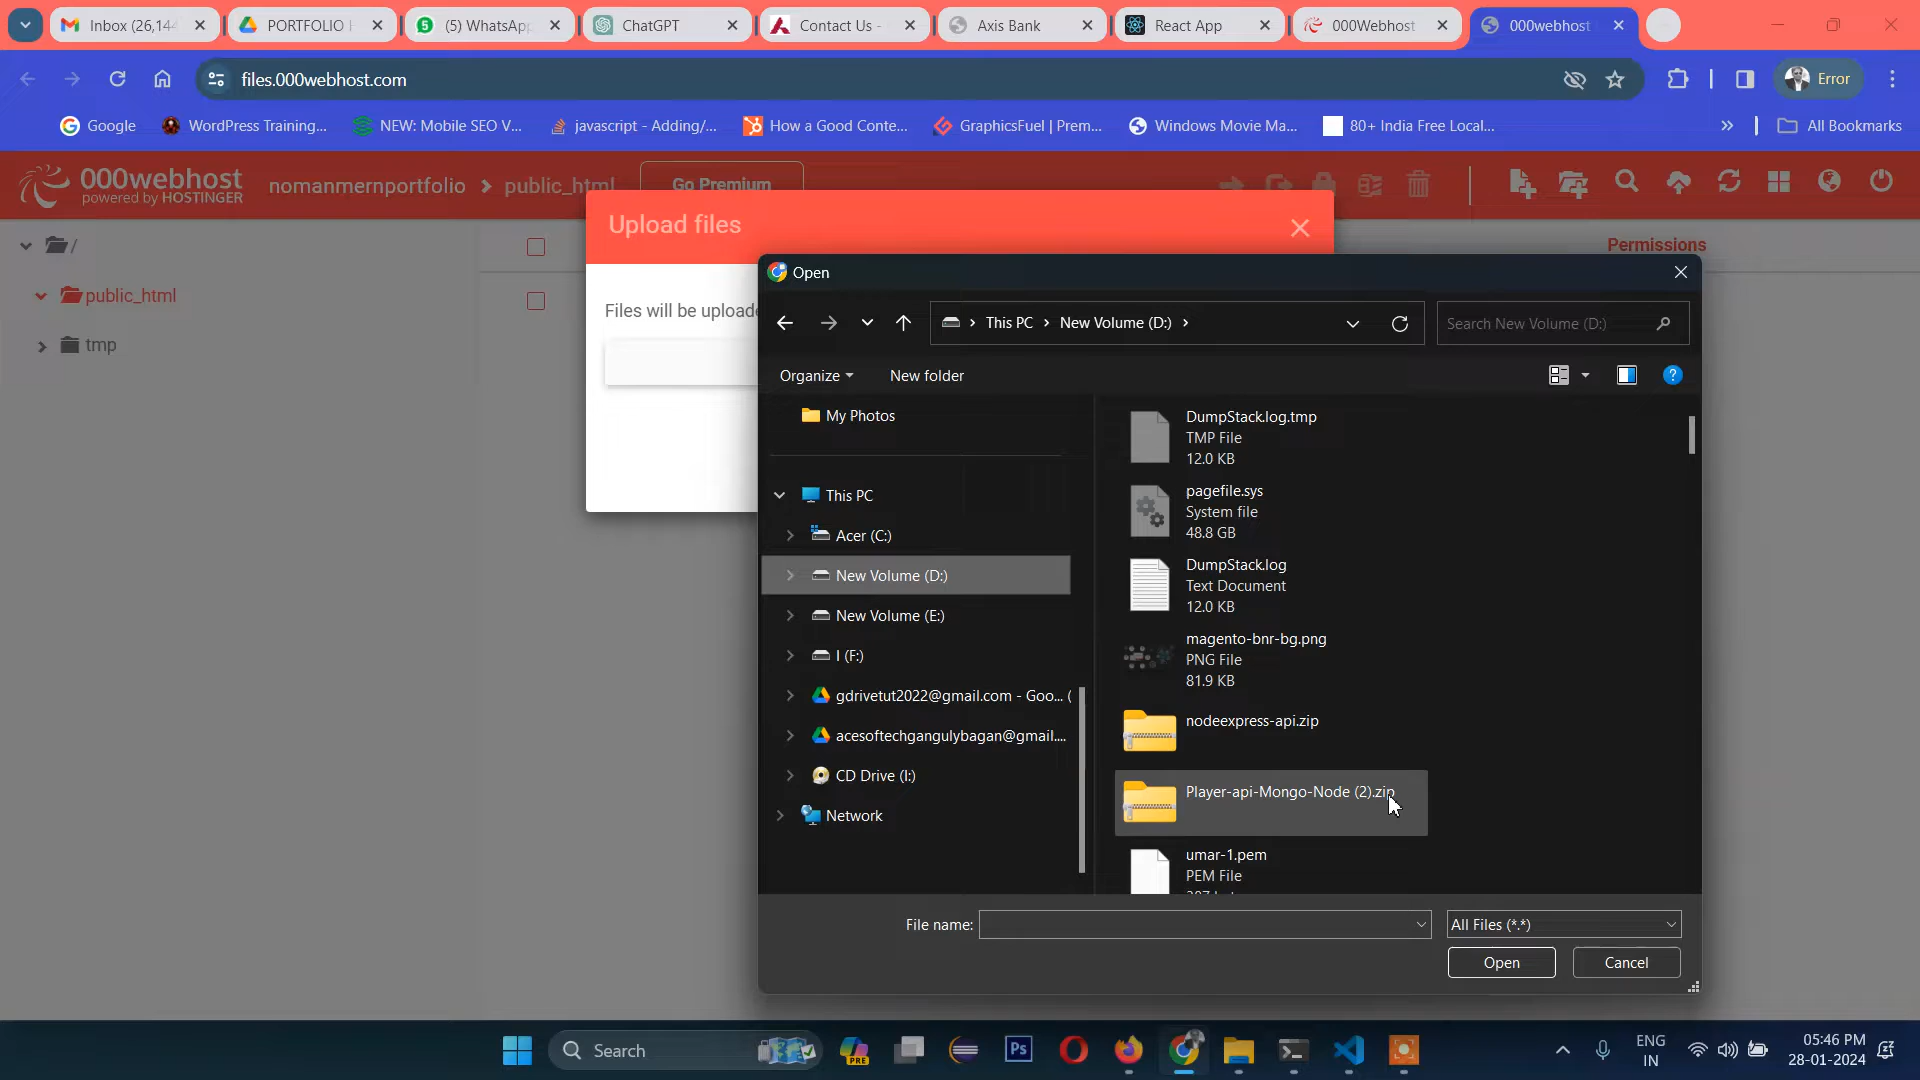 Inbox (26,144
PORTFOLIO
(5) WhatsApp
ChatGPT
Contact Us -
Axis Bank
React App
000Webhost
000webhost
files.000webhost.com
Error
Google
WordPress Training...
NEW: Mobile SEO V...
javascript - Adding/...
How a Good Conte...
GraphicsFuel | Prem...
Windows Movie Ma...
80+ India Free Local...
All Bookmarks
000webhost
powered by HOSTINGER
nomanmernportfolio
public_html
Go Premium
Upload files
/
public_html
tmp
Permissions
Files will be uploade
Open
This PC
New Volume (D:)
Search New Volume (D:)
Organize
New folder
My Photos
This PC
Acer (C:)
New Volume (D:)
New Volume (E:)
I (F:)
gdrivetut2022@gmail.com - Goo... (
acesoftechgangulybagan@gmail....
CD Drive (I:)
Network
DumpStack.log.tmp
TMP File
12.0 KB
pagefile.sys
System file
48.8 GB
DumpStack.log
Text Document
12.0 KB
magento-bnr-bg.png
PNG File
81.9 KB
nodeexpress-api.zip
Player-api-Mongo-Node (2).zip
umar-1.pem
PEM File
File name:
All Files (*.*)
Open
Cancel
Search
PRE
Ps
ENG
IN
05:46 PM
28-01-2024